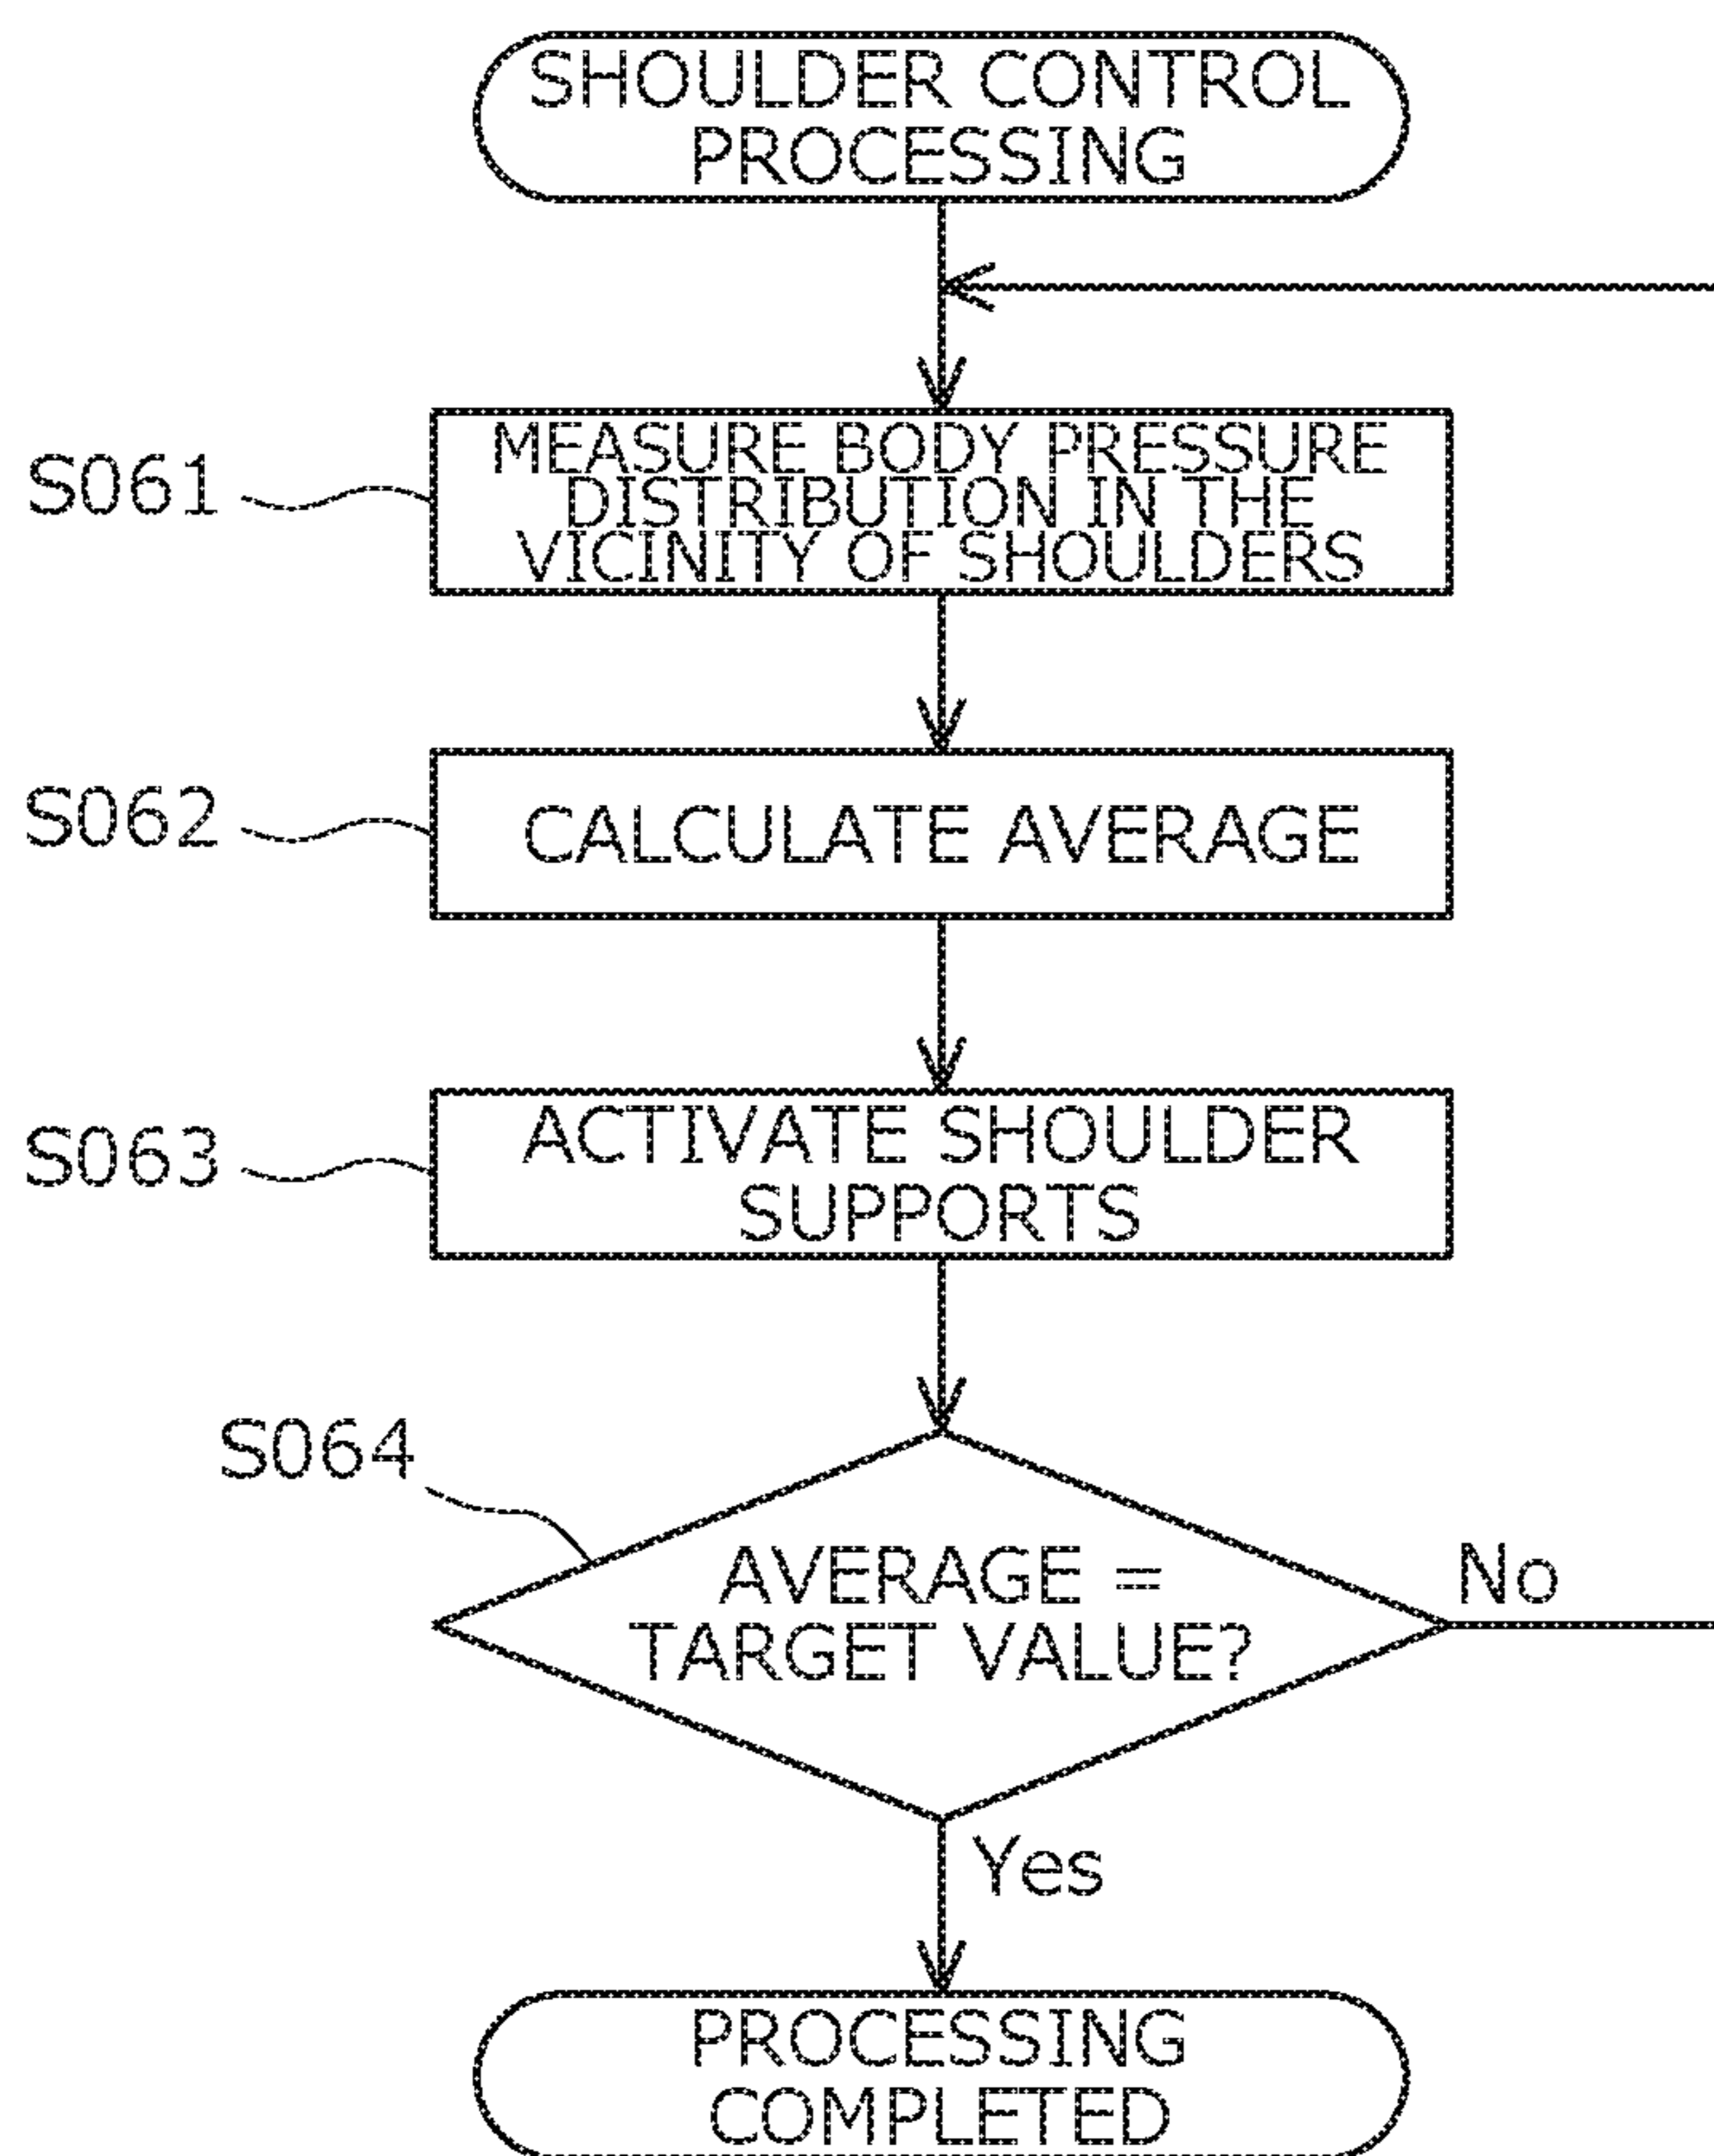 SHOULDER CONTROL
PROCESSING
S061
MEASURE BODY PRESSURE
DISTRIBUTION IN THE
VICINITY OF SHOULDERS
S062
CALCULATE AVERAGE
S063
ACTIVATE SHOULDER
SUPPORTS
S064
AVERAGE =
TARGET VALUE?
No
Yes
PROCESSING
COMPLETED